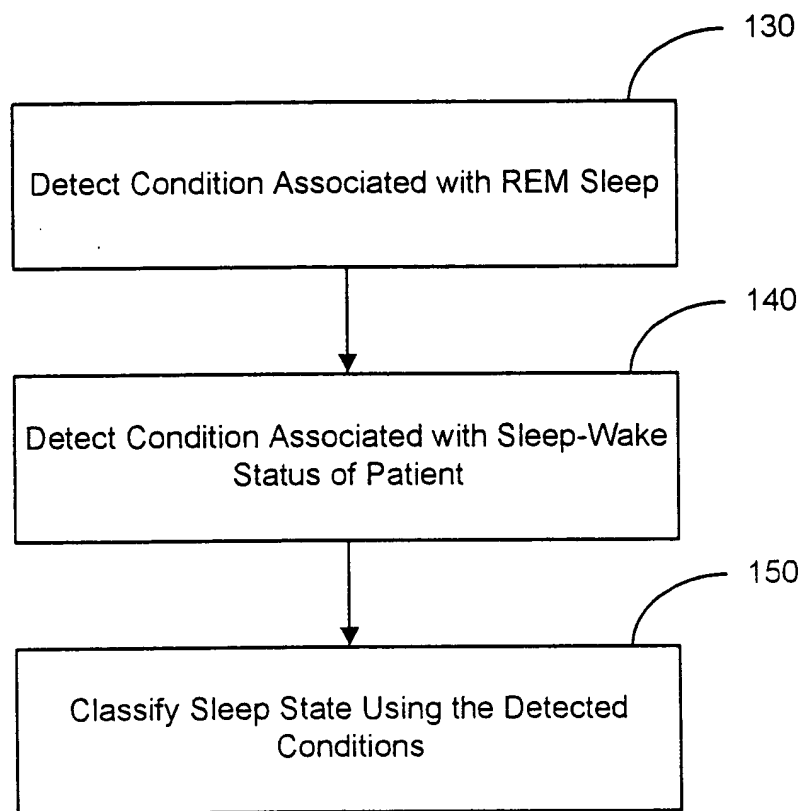 130
Detect Condition Associated with REM Sleep
140
Detect Condition Associated with Sleep-Wake
Status of Patient
150
Classify Sleep State Using the Detected
Conditions